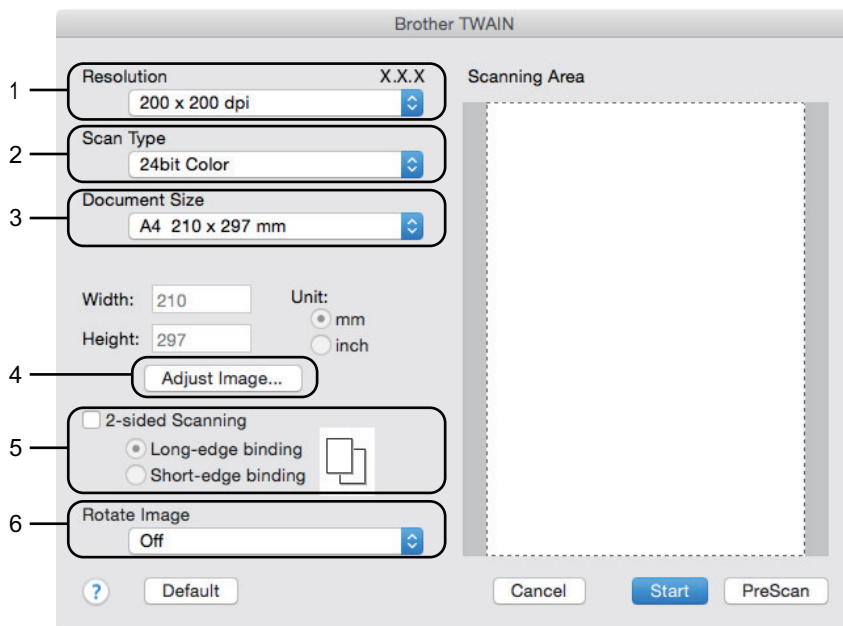 Brother TWAIN
1
Resolution X.X.X
200 x 200 dpi
2
Scan Type
24bit Color
3
Document Size
A4 210 x 297 mm
Width: 210
Height: 297
Unit:
mm
inch
4
Adjust Image...
5
2-sided Scanning
Long-edge binding
Short-edge binding
6
Rotate Image
Off
? Default
Scanning Area
Cancel Start PreScan